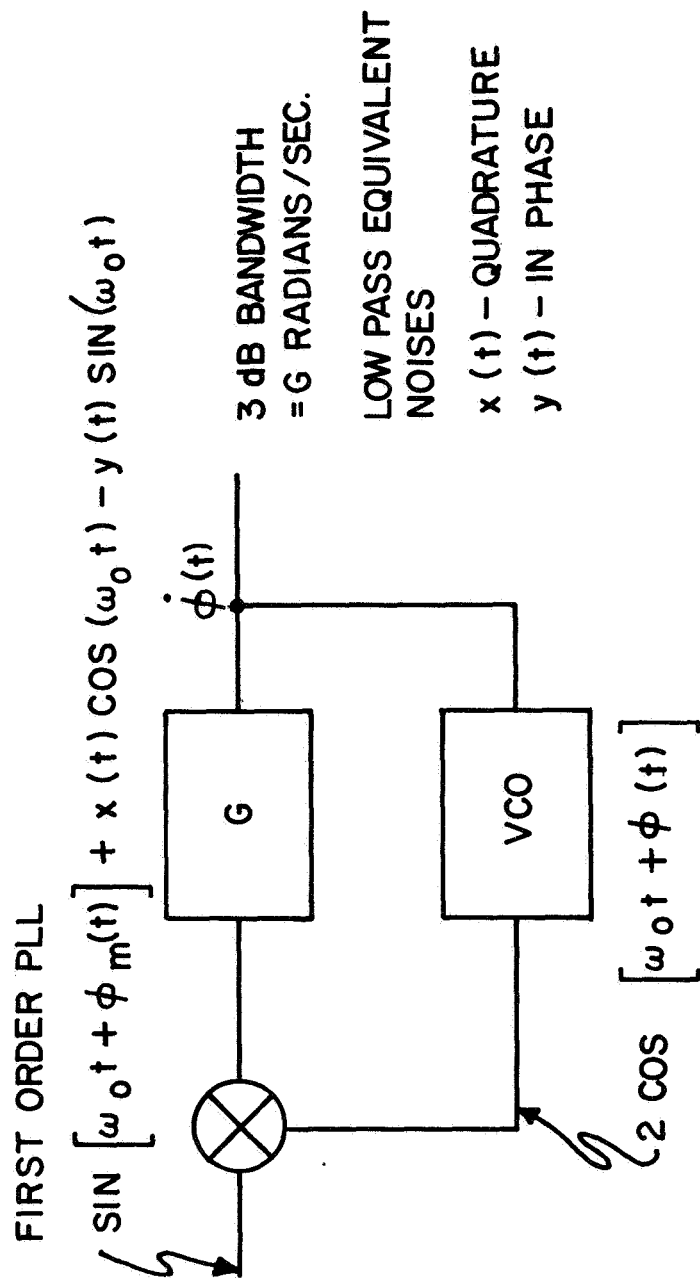 FIRST ORDER PLL
SIN [ω₀t + ϕₘ(t)] + x(t) COS (ω₀t) − y(t) SIN(ω₀t)
ϕ̇(t)
G
VCO
2 COS [ω₀t + ϕ(t)]
3 dB BANDWIDTH
= G RADIANS/SEC.
LOW PASS EQUIVALENT
NOISES
x (t) − QUADRATURE
y (t) − IN PHASE